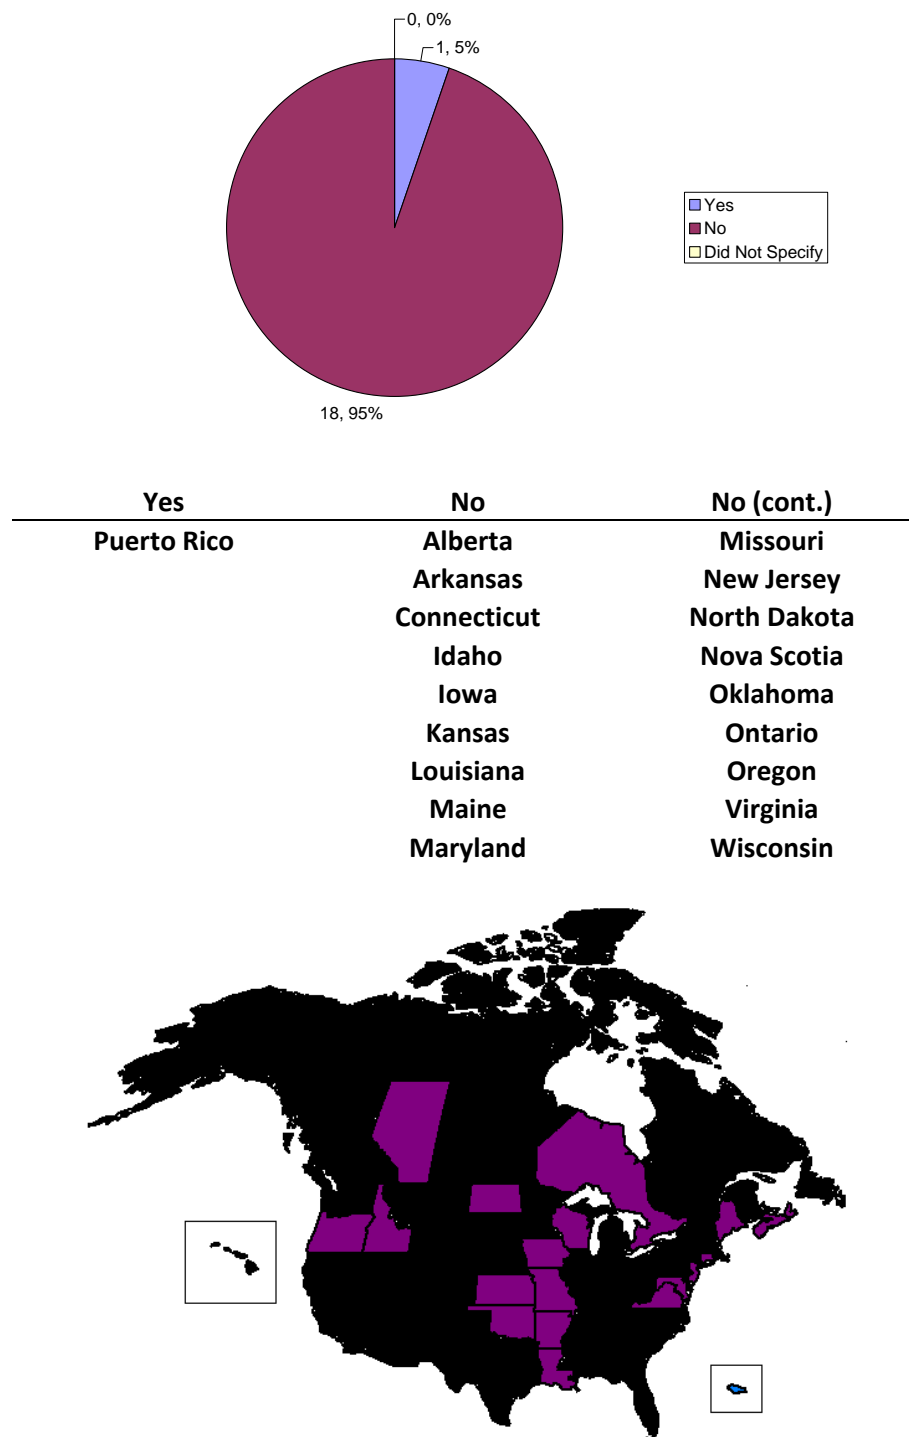 0, 0%
1, 5%
Yes
No
Did Not Specify
18, 95%
Yes No No (cont.)
Puerto Rico Alberta Missouri
Arkansas New Jersey
Connecticut North Dakota
Idaho Nova Scotia
Iowa Oklahoma
Kansas Ontario
Louisiana Oregon
Maine Virginia
Maryland Wisconsin